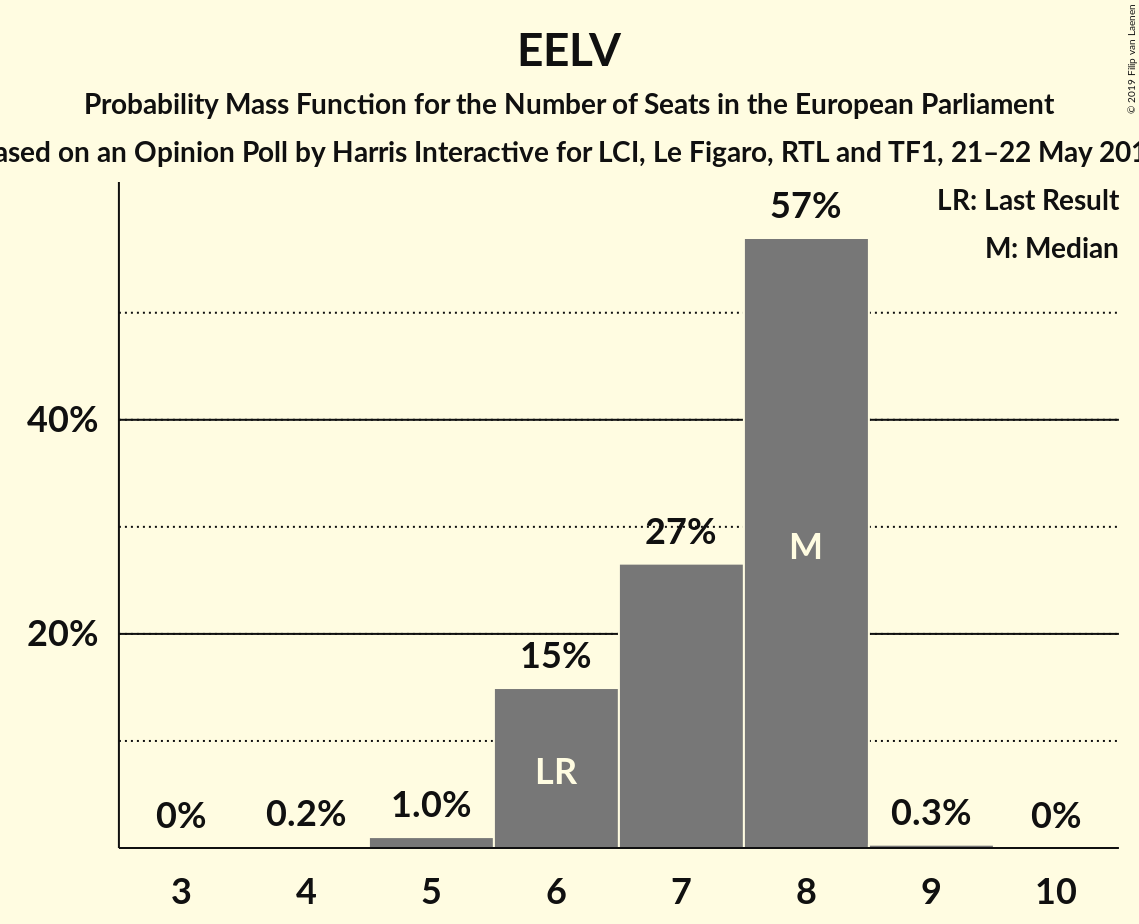 EELV
Probability Mass Function for the Number of Seats in the European Parliament
on an Opinion Poll by Harris Interactive for LCI, Le Figaro, RTL and TF1, 21–22 May
© 2019 Filip van Laenen
LR: Last Result
M: Median
57%
40%
27%
M
20%
15%
LR
0%
0.2%
1.0%
0.3%
0%
3
4
5
6
7
8
9
10